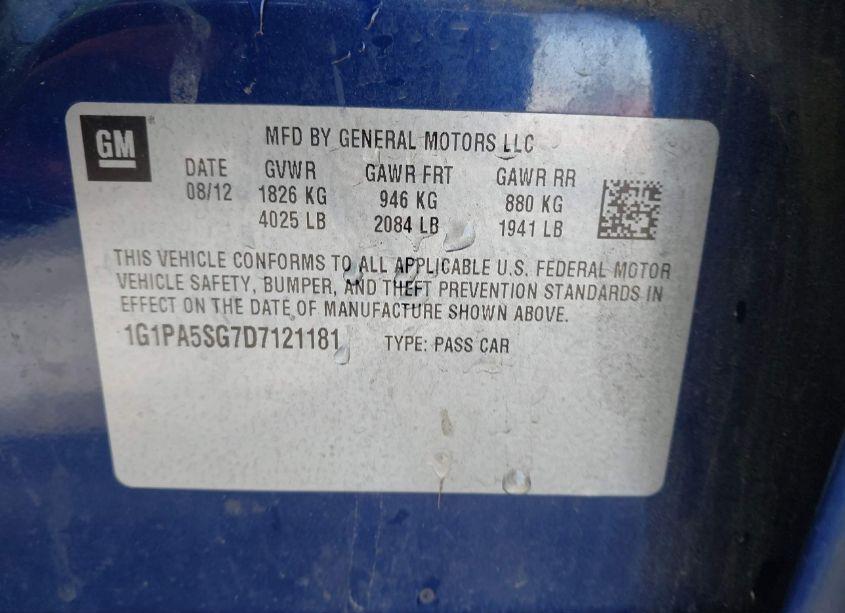 GM
MFD BY GENERAL MOTORS LLC
DATE GVWR GAWR FRT GAWR RR
08/12 1826 KG 946 KG 880 KG
4025 LB 2084 LB 1941 LB
THIS VEHICLE CONFORMS TO ALL APPLICABLE U.S. FEDERAL MOTOR
VEHICLE SAFETY, BUMPER, AND THEFT PREVENTION STANDARDS IN
EFFECT ON THE DATE OF MANUFACTURE SHOWN ABOVE.
1G1PA5SG7D7121181 TYPE: PASS CAR